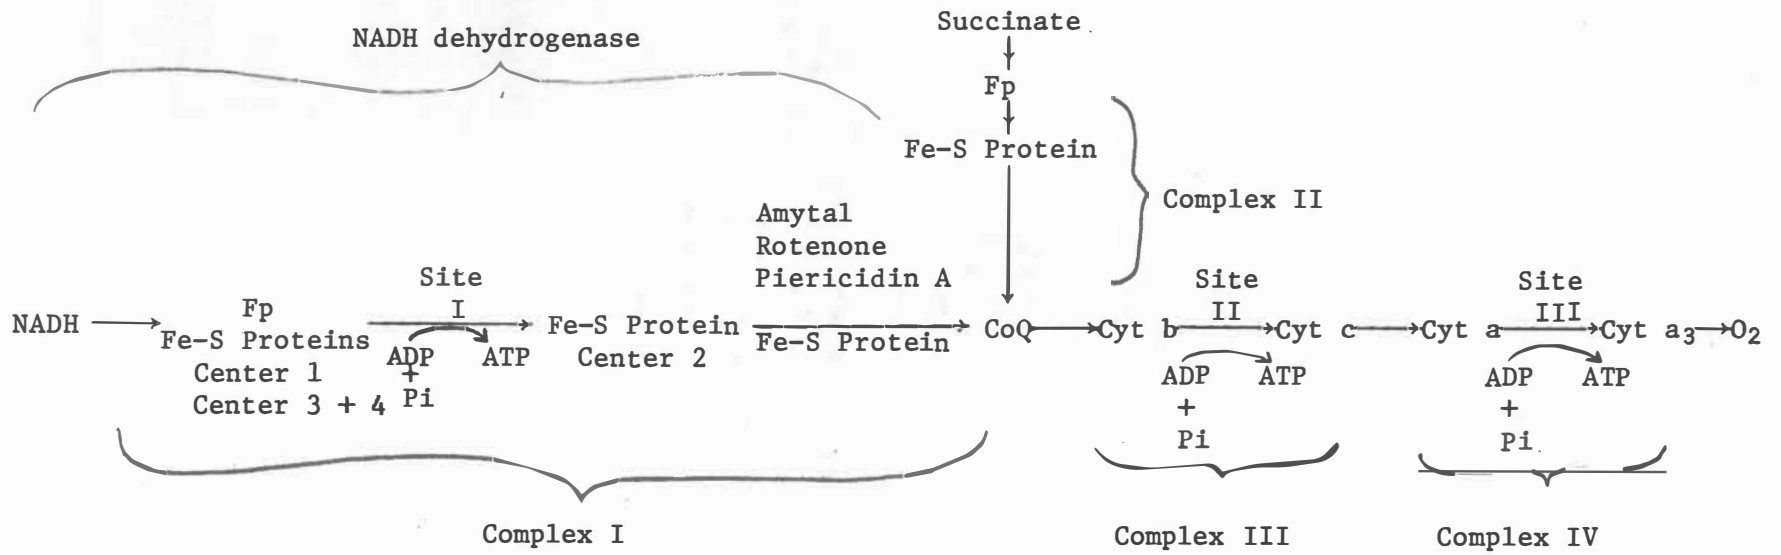 NADH dehydrogenase
Succinate
Fp
Fe-S Protein
Complex II
Amytal
Rotenone
Piericidin A
Site
I
Site
II
Site
III
NADH
Fp
Fe-S Proteins
Center 1
Center 3 + 4
ADP
+
Pi
ATP
Fe-S Protein
Center 2
Fe-S Protein
CoQ
Cyt b
Cyt c
Cyt a
Cyt a3
O2
ADP
+
Pi
ATP
ADP
+
Pi
ATP
Complex I
Complex III
Complex IV